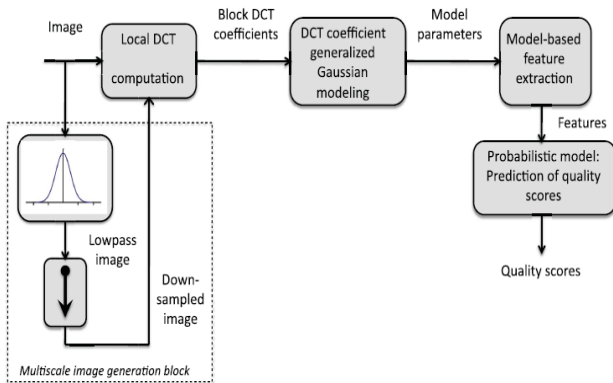 Image
Local DCT
computation
Block DCT
coefficients
DCT coefficient
generalized
Gaussian
modeling
Model
parameters
Model-based
feature
extraction
Features
Probabilistic model:
Prediction of quality
scores
Quality scores
Lowpass
image
Down-
sampled
image
Multiscale image generation block